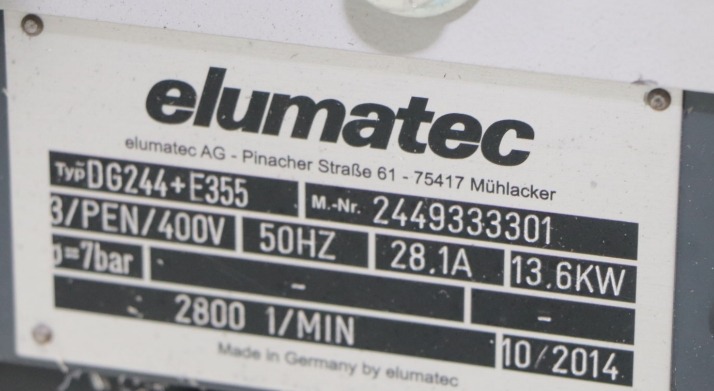 elumatec
elumatec AG - Pinacher Straße 61 - 75417 Mühlacker
Typ DG244+E355 M.-Nr. 2449333301
3/PEN/400V 50HZ 28.1A 13.6KW
p=7bar - -
2800 1/MIN 10/2014
Made in Germany by elumatec